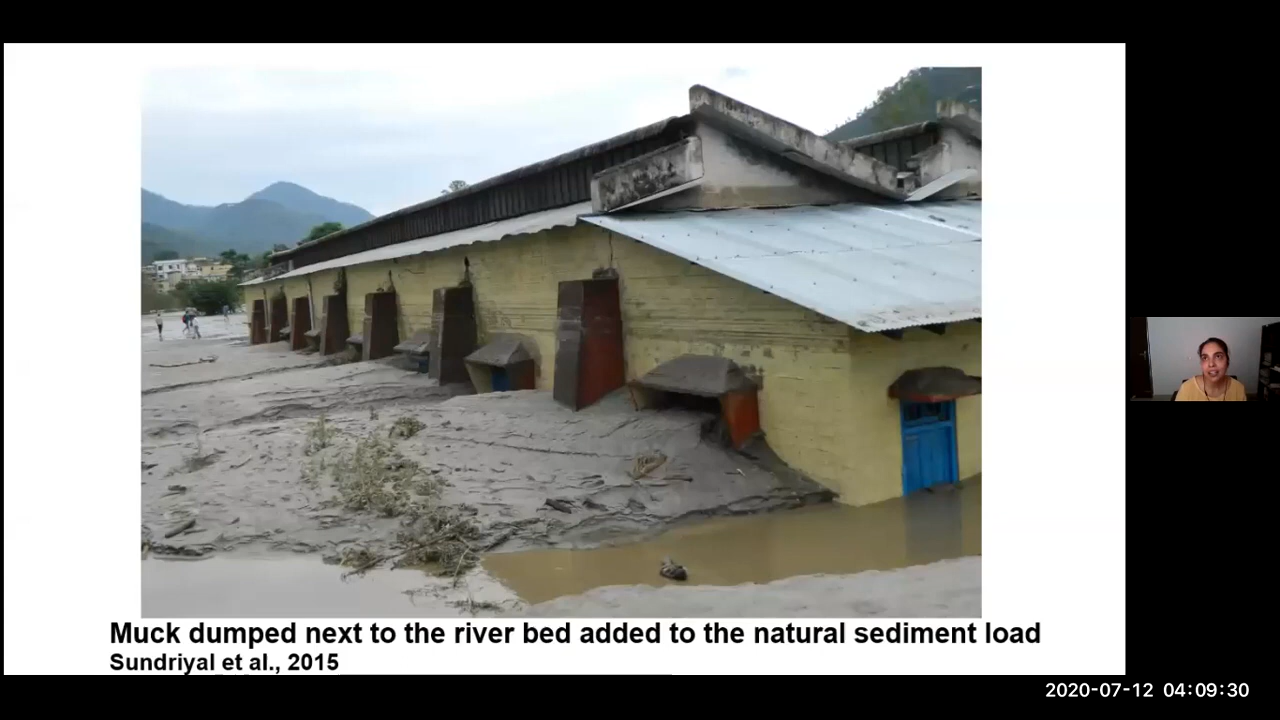 Muck dumped next to the river bed added to the natural sediment load
Sundriyal et al., 2015
2020-07-12 04:09:30